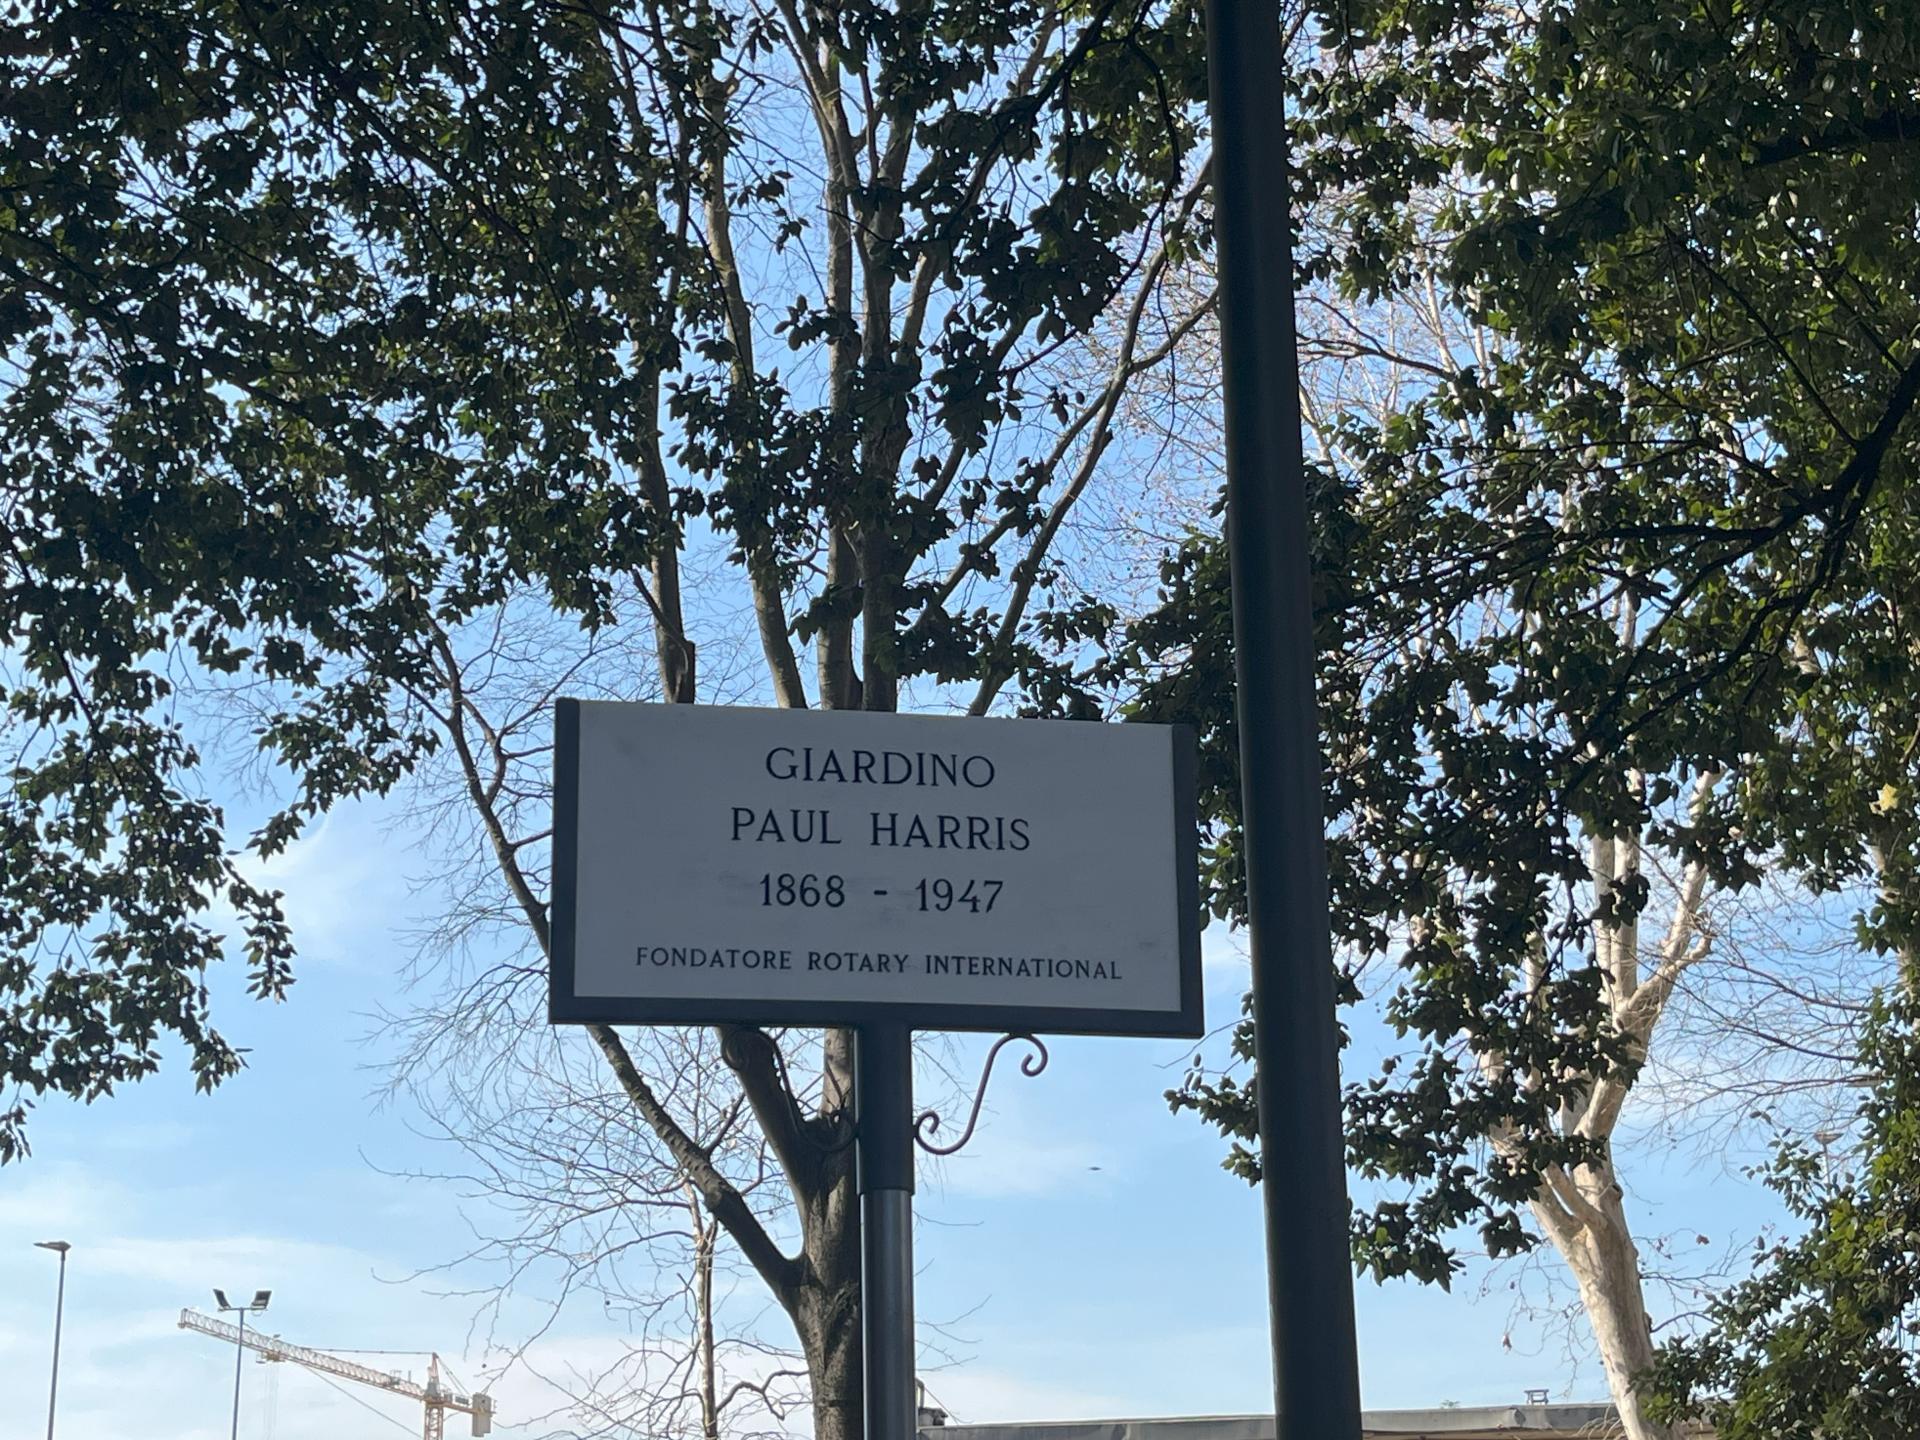 GIARDINO
PAUL HARRIS
1868 - 1947
FONDATORE ROTARY INTERNATIONAL